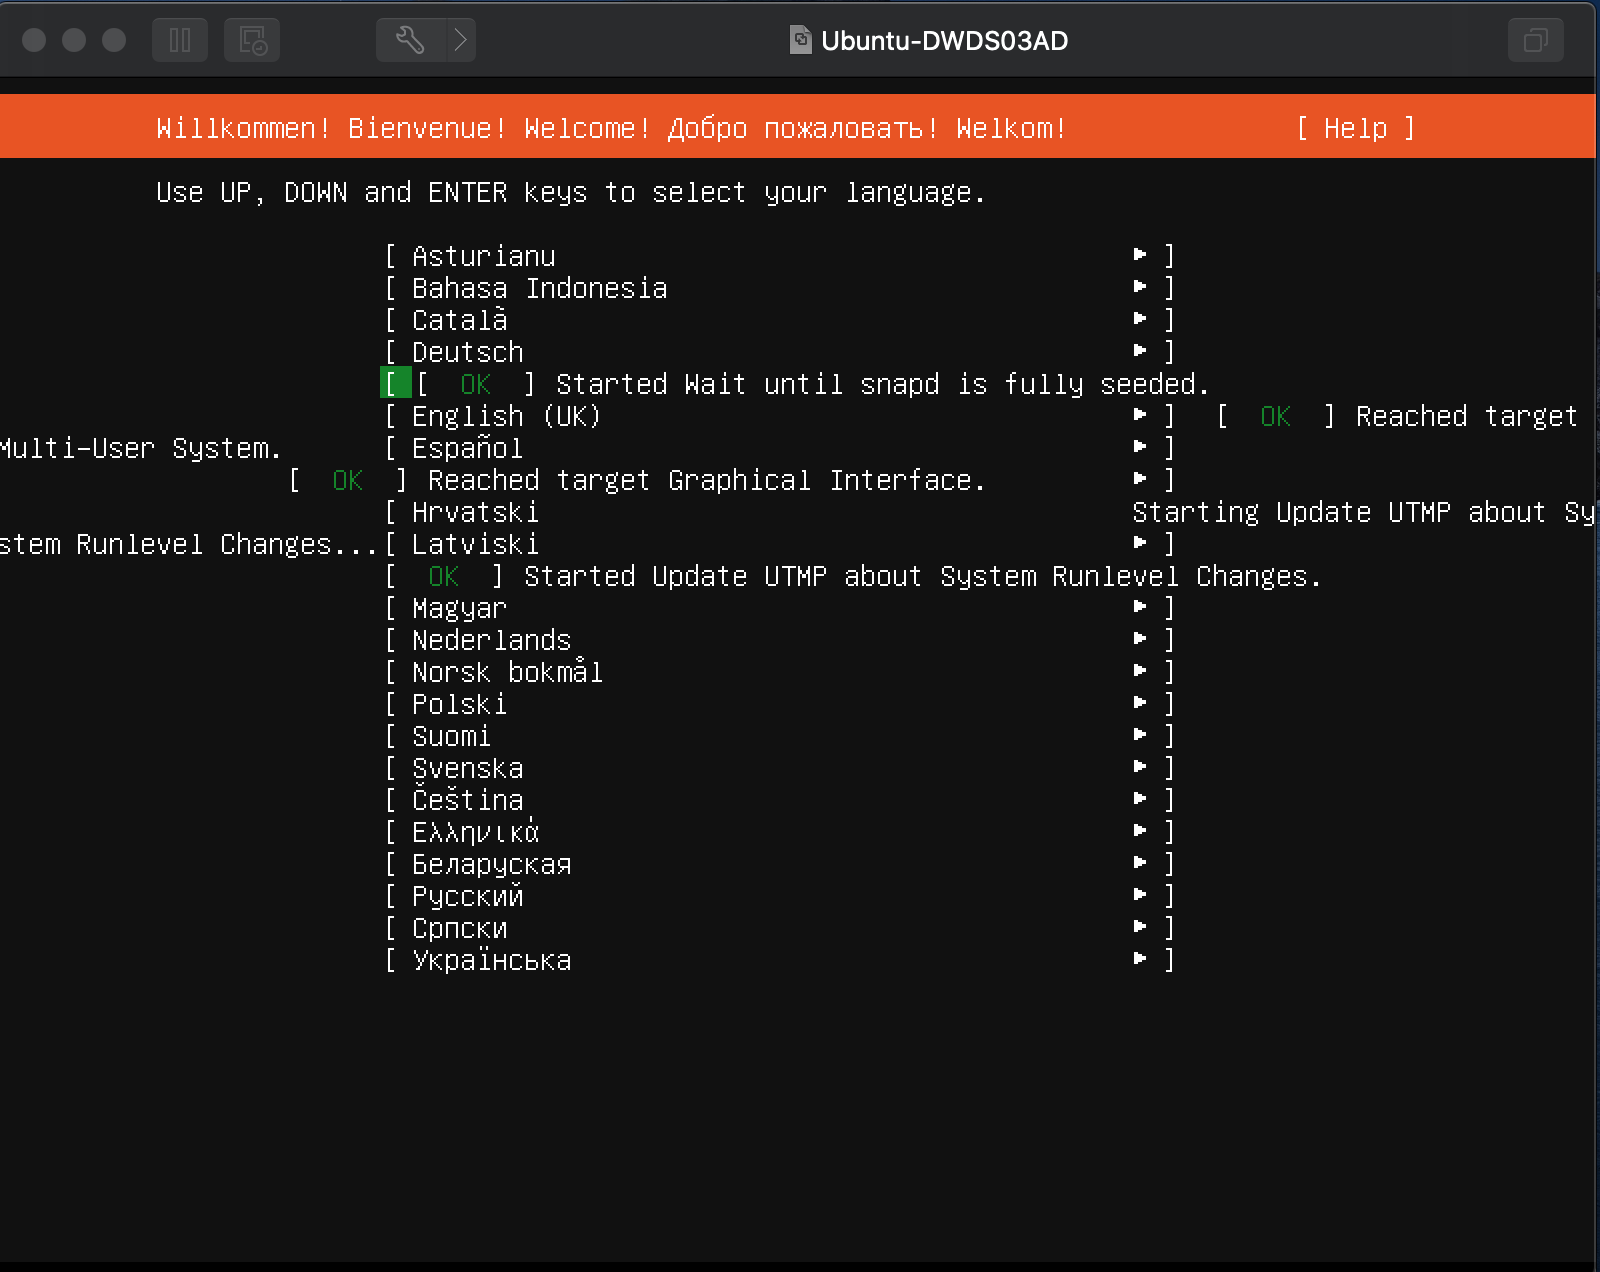 Ubuntu-DWDS03AD
Willkommen! Bienvenue! Welcome! Добро пожаловать! Welkom! [ Help ]
Use UP, DOWN and ENTER keys to select your language.
[ Asturianu ► ]
[ Bahasa Indonesia ► ]
[ Català ► ]
[ Deutsch ► ]
[ [ OK ] Started Wait until snapd is fully seeded.
[ English (UK) ► ] [ OK ] Reached target
Multi-User System. [ Español ► ]
[ OK ] Reached target Graphical Interface. ► ]
[ Hrvatski Starting Update UTMP about Sy
stem Runlevel Changes...[ Latviski ► ]
[ OK ] Started Update UTMP about System Runlevel Changes.
[ Magyar ► ]
[ Nederlands ► ]
[ Norsk bokmål ► ]
[ Polski ► ]
[ Suomi ► ]
[ Svenska ► ]
[ Čeština ► ]
[ Ελληνικά ► ]
[ Беларуская ► ]
[ Русский ► ]
[ Српски ► ]
[ Українська ► ]